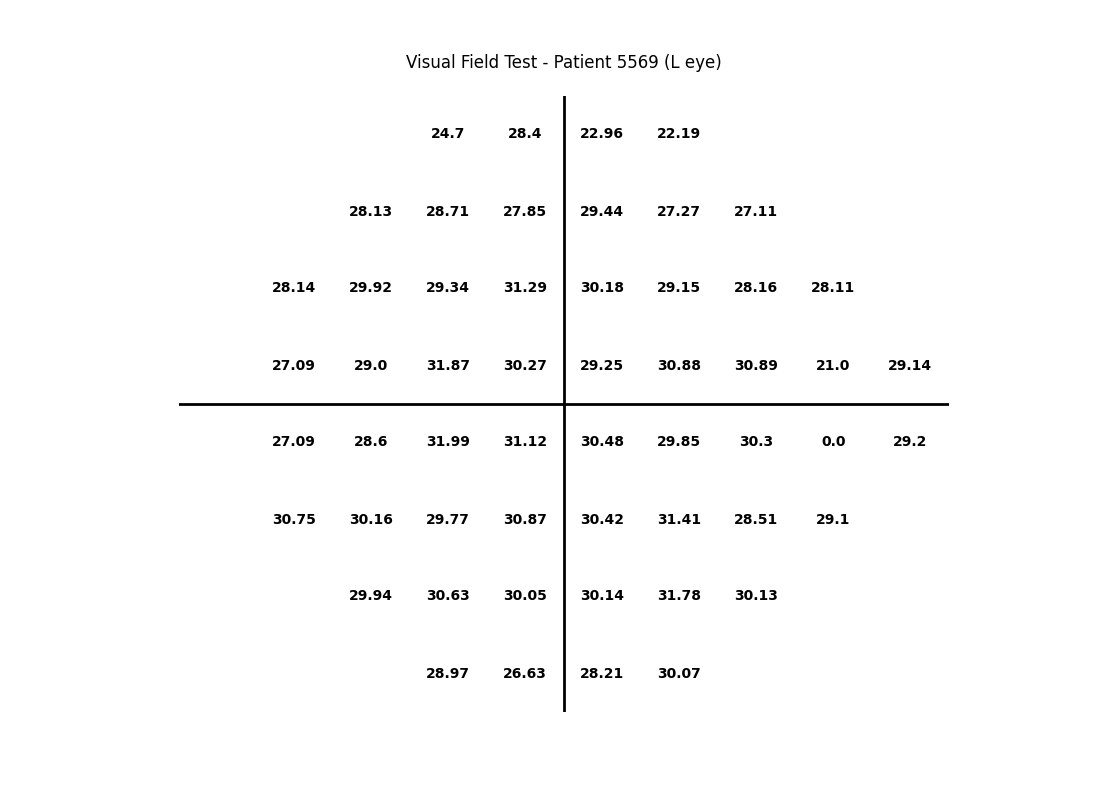 Visual Field Test - Patient 5569 (L eye)
24.7 28.4 22.96 22.19
28.13 28.71 27.85 29.44 27.27 27.11
28.14 29.92 29.34 31.29 30.18 29.15 28.16 28.11
27.09 29.0 31.87 30.27 29.25 30.88 30.89 21.0 29.14
27.09 28.6 31.99 31.12 30.48 29.85 30.3 0.0 29.2
30.75 30.16 29.77 30.87 30.42 31.41 28.51 29.1
29.94 30.63 30.05 30.14 31.78 30.13
28.97 26.63 28.21 30.07